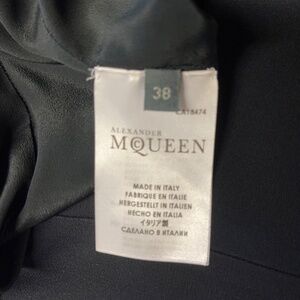 38
CA18474
ALEXANDER
MCQUEEN
MADE IN ITALY
FABRIQUE EN ITALIE
HERGESTELLT IN ITALIEN
HECHO EN ITALIA
イタリア製
СДЕЛАНО В ИТАЛИИ